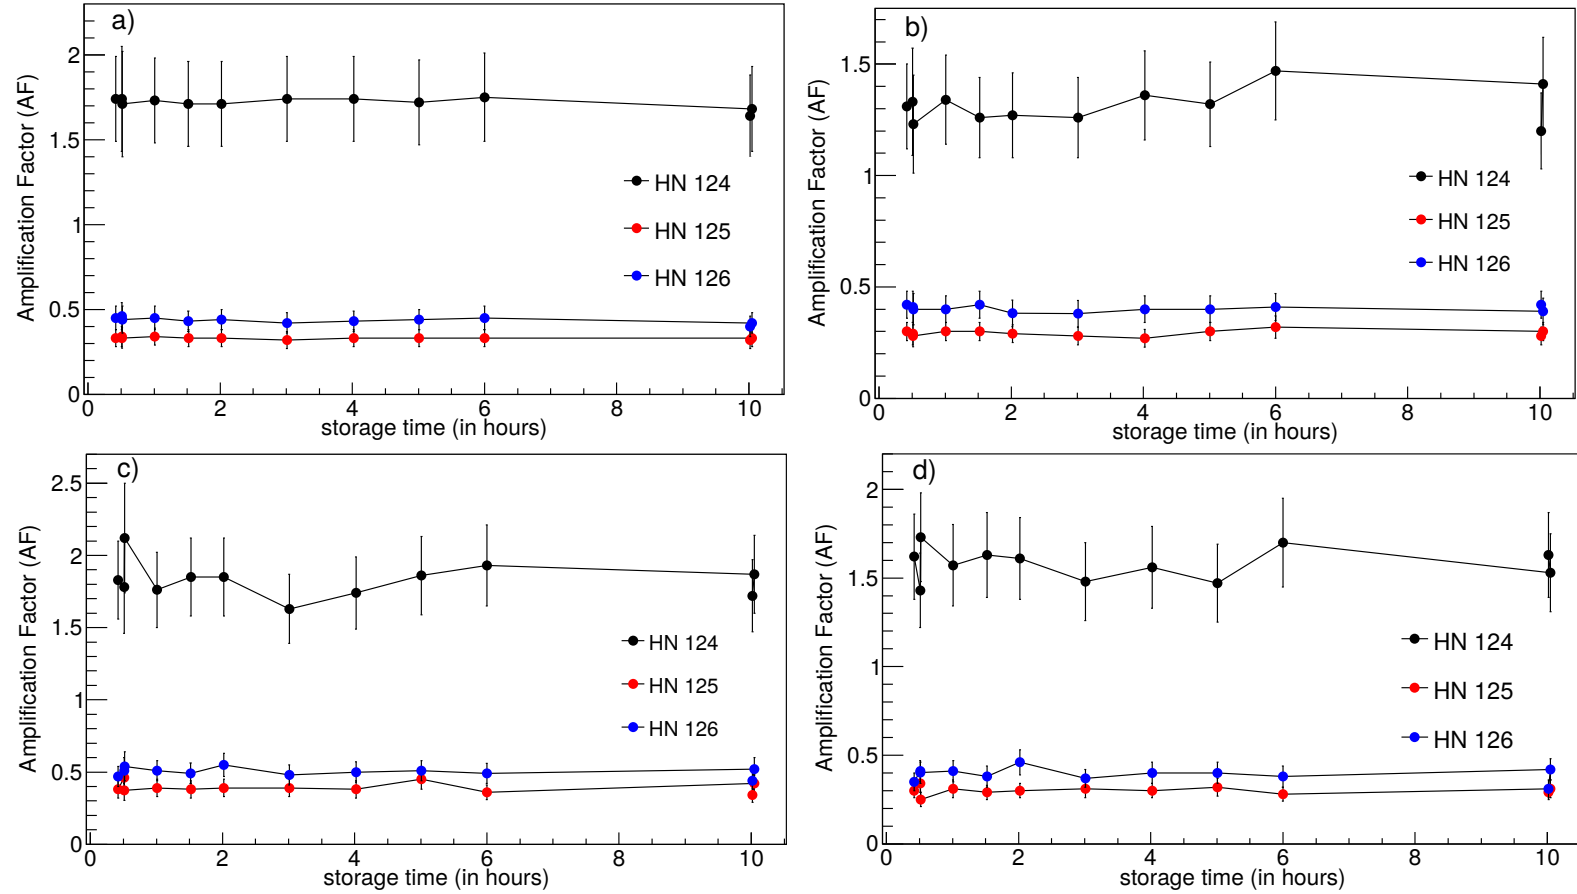 a)
Amplification Factor (AF)
2
1.5
1
0.5
0
HN 124
HN 125
HN 126
0 2 4 6 8 10
storage time (in hours)
b)
Amplification Factor (AF)
1.5
1
0.5
0
HN 124
HN 125
HN 126
0 2 4 6 8 10
storage time (in hours)
c)
Amplification Factor (AF)
2.5
2
1.5
1
0.5
0
HN 124
HN 125
HN 126
0 2 4 6 8 10
storage time (in hours)
d)
Amplification Factor (AF)
2
1.5
1
0.5
0
HN 124
HN 125
HN 126
0 2 4 6 8 10
storage time (in hours)